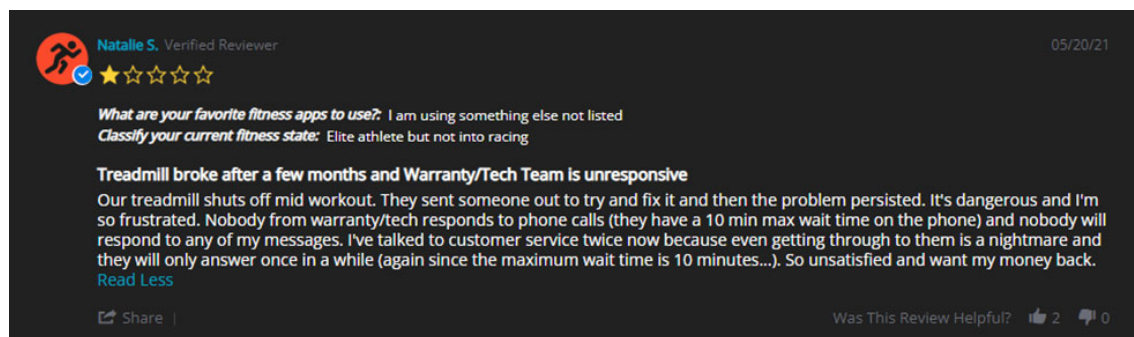 Natalie S. Verified Reviewer 05/20/21
What are your favorite fitness apps to use?: I am using something else not listed
Classify your current fitness state: Elite athlete but not into racing
Treadmill broke after a few months and Warranty/Tech Team is unresponsive
Our treadmill shuts off mid workout. They sent someone out to try and fix it and then the problem persisted. It's dangerous and I'm
so frustrated. Nobody from warranty/tech responds to phone calls (they have a 10 min max wait time on the phone) and nobody will
respond to any of my messages. I've talked to customer service twice now because even getting through to them is a nightmare and
they will only answer once in a while (again since the maximum wait time is 10 minutes...). So unsatisfied and want my money back.
Read Less
Share | Was This Review Helpful? 2 0